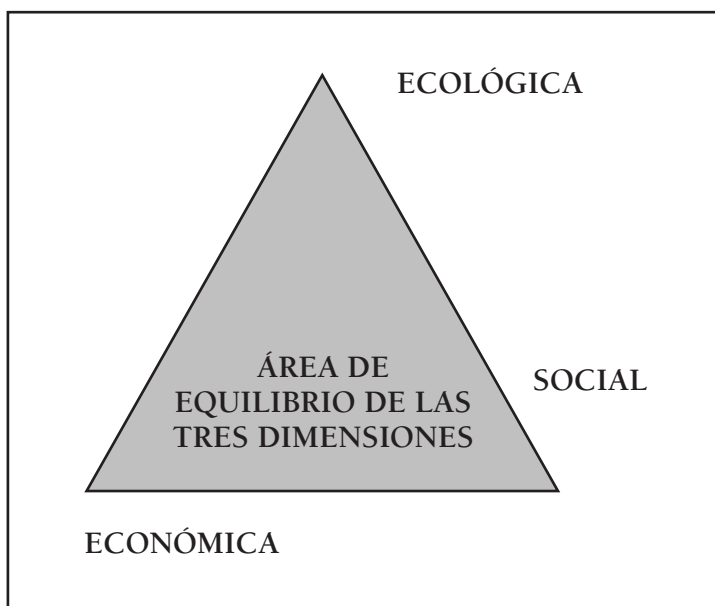 ECOLÓGICA
ÁREA DE
EQUILIBRIO DE LAS
TRES DIMENSIONES
SOCIAL
ECONÓMICA